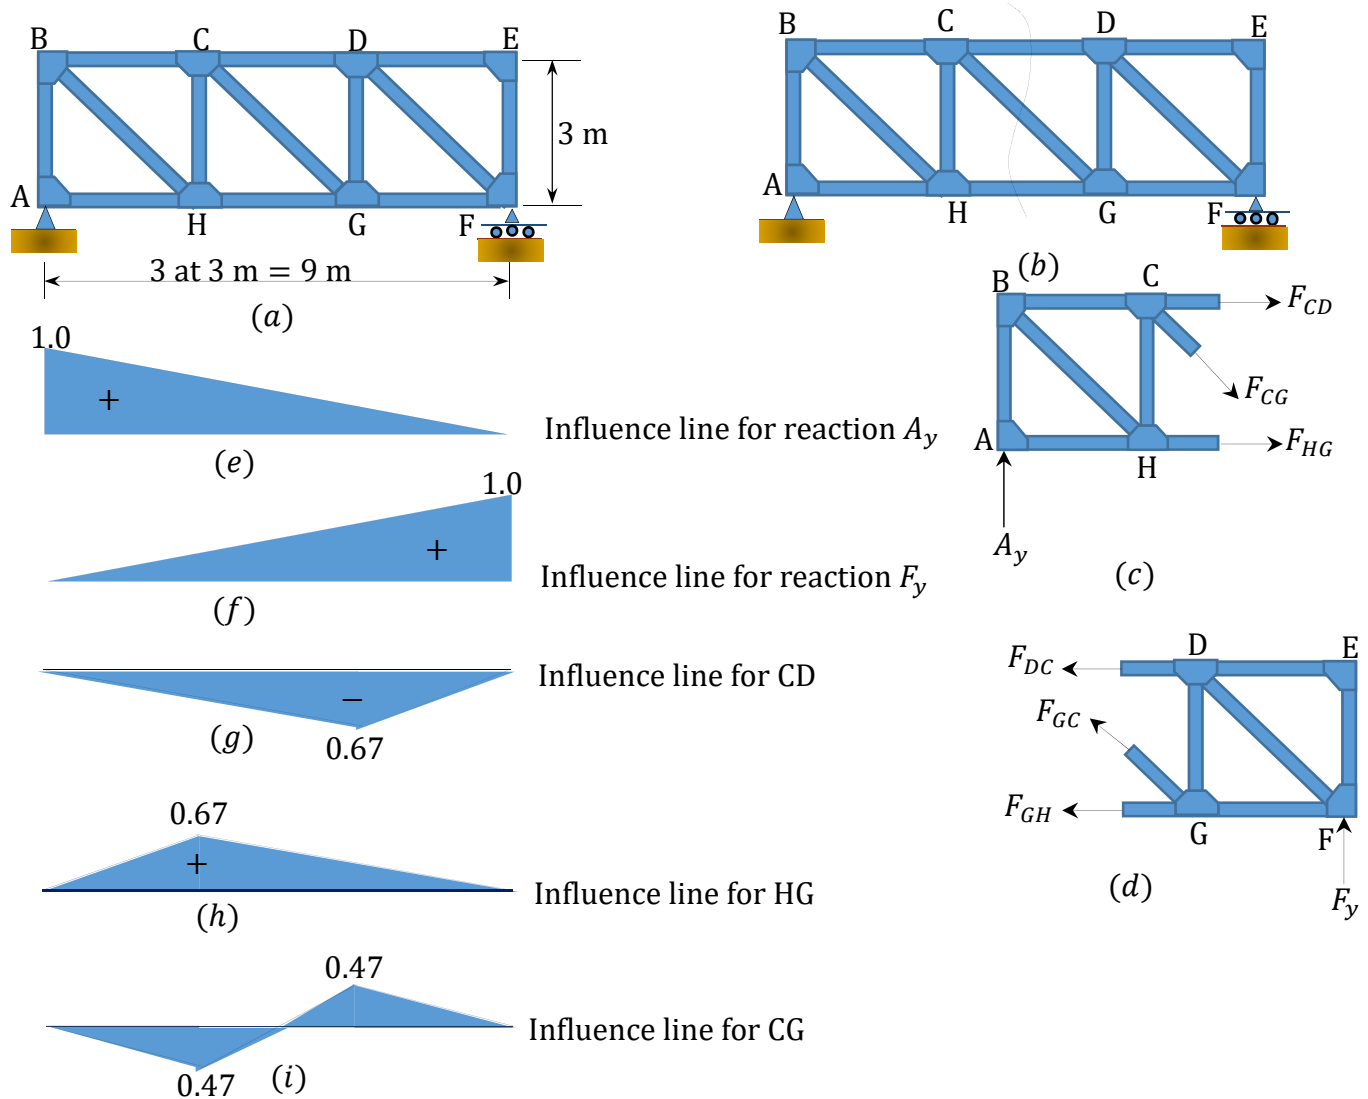 B C D E
3 m
A H G F
3 at 3 m = 9 m
(a)
B C D E
A H G F
(b)
B C
F_CD
F_CG
A H
F_HG
A_y
(c)
D E
F_DC
F_GC
F_GH
G F
(d)
F_y
1.0
+
(e)
Influence line for reaction A_y
1.0
+
(f)
Influence line for reaction F_y
−
(g)
0.67
Influence line for CD
0.67
+
(h)
Influence line for HG
0.47
0.47
(i)
Influence line for CG